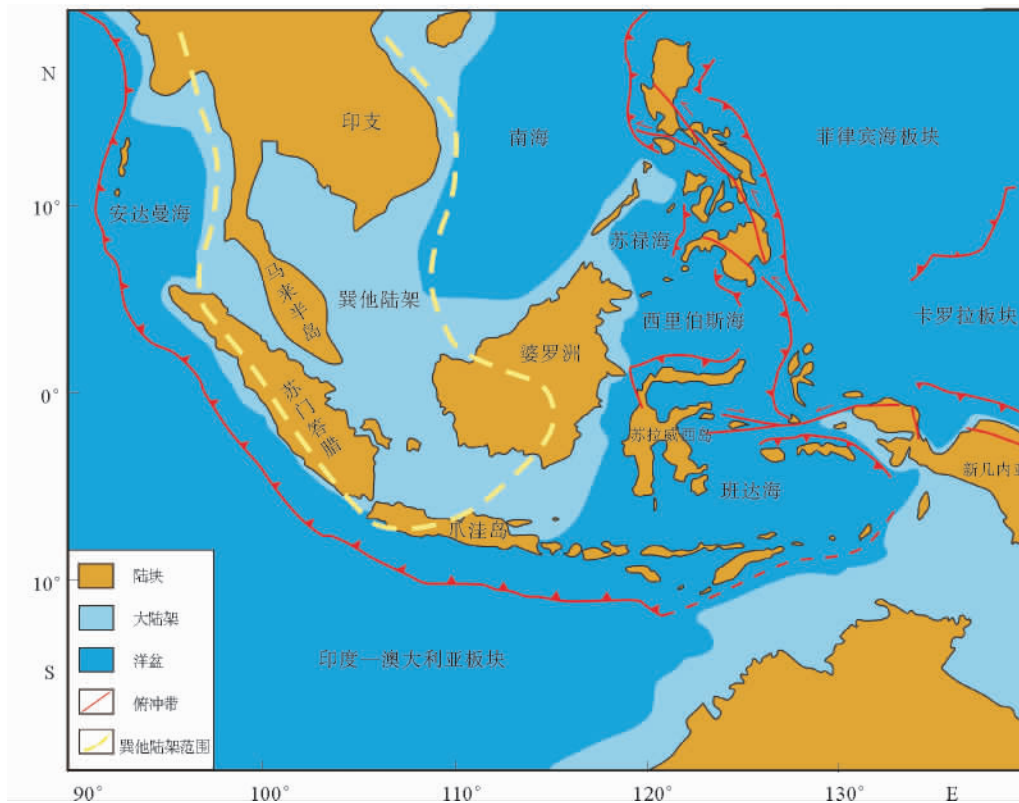 N
印支
南海
菲律宾海板块
10°
安达曼海
苏禄海
马来半岛
巽他陆架
西里伯斯海
卡罗拉板块
婆罗洲
0°
苏门答腊
苏拉威西岛
新几内亚
班达海
爪洼岛
10°
陆块
大陆架
洋盆
俯冲带
巽他陆架范围
印度—澳大利亚板块
S
90°
100°
110°
120°
130°
E